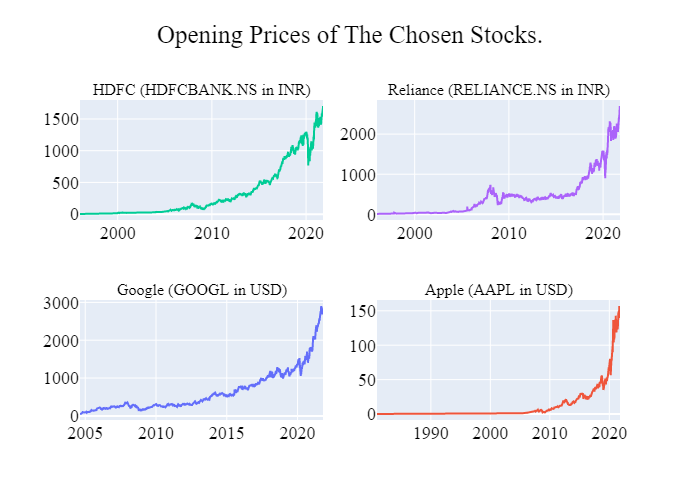 Opening Prices of The Chosen Stocks.
HDFC (HDFCBANK.NS in INR)
1500
1000
500
0
2000 2010 2020
Reliance (RELIANCE.NS in INR)
2000
1000
0
2000 2010 2020
Google (GOOGL in USD)
3000
2000
1000
0
2005 2010 2015 2020
Apple (AAPL in USD)
150
100
50
0
1990 2000 2010 2020